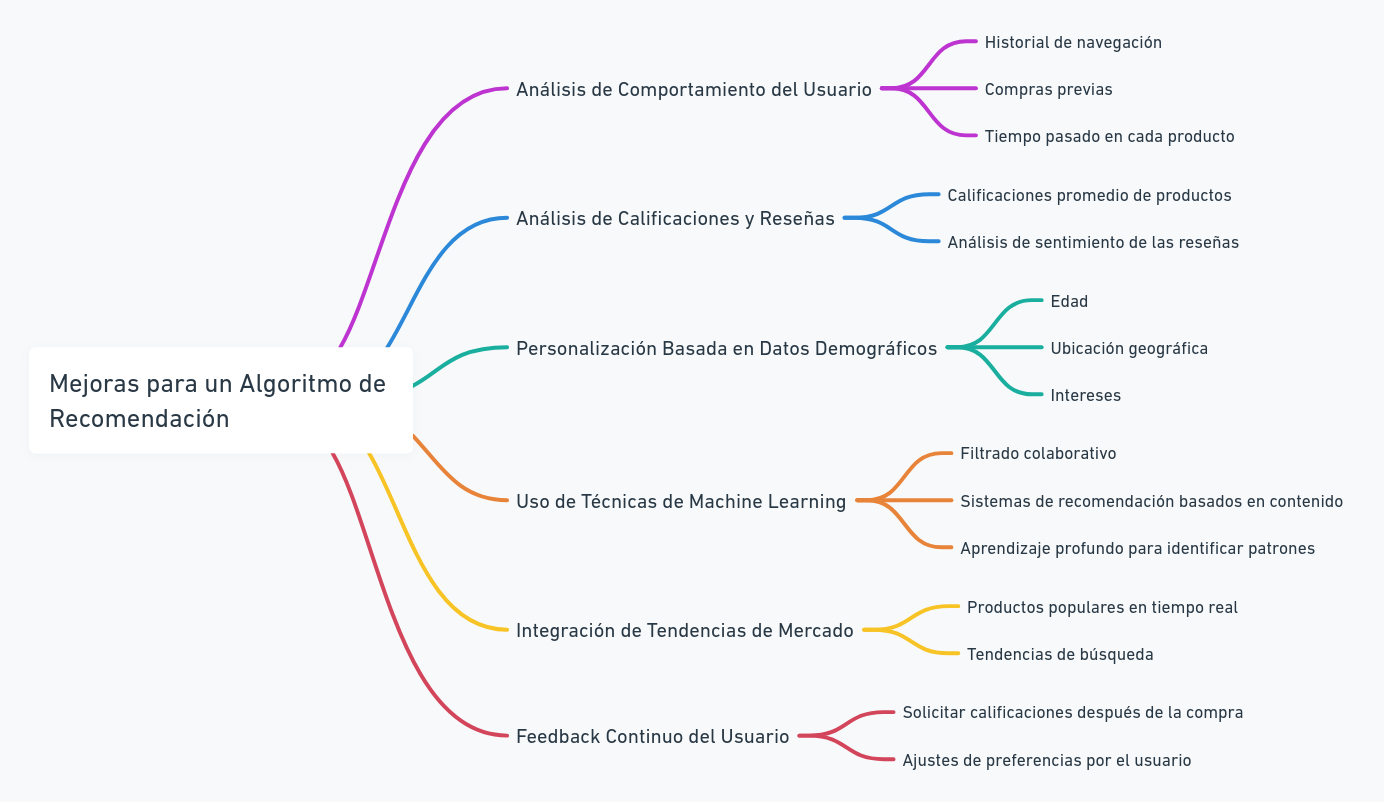 Mejoras para un Algoritmo de
Recomendación
Análisis de Comportamiento del Usuario
Historial de navegación
Compras previas
Tiempo pasado en cada producto
Análisis de Calificaciones y Reseñas
Calificaciones promedio de productos
Análisis de sentimiento de las reseñas
Personalización Basada en Datos Demográficos
Edad
Ubicación geográfica
Intereses
Uso de Técnicas de Machine Learning
Filtrado colaborativo
Sistemas de recomendación basados en contenido
Aprendizaje profundo para identificar patrones
Integración de Tendencias de Mercado
Productos populares en tiempo real
Tendencias de búsqueda
Feedback Continuo del Usuario
Solicitar calificaciones después de la compra
Ajustes de preferencias por el usuario